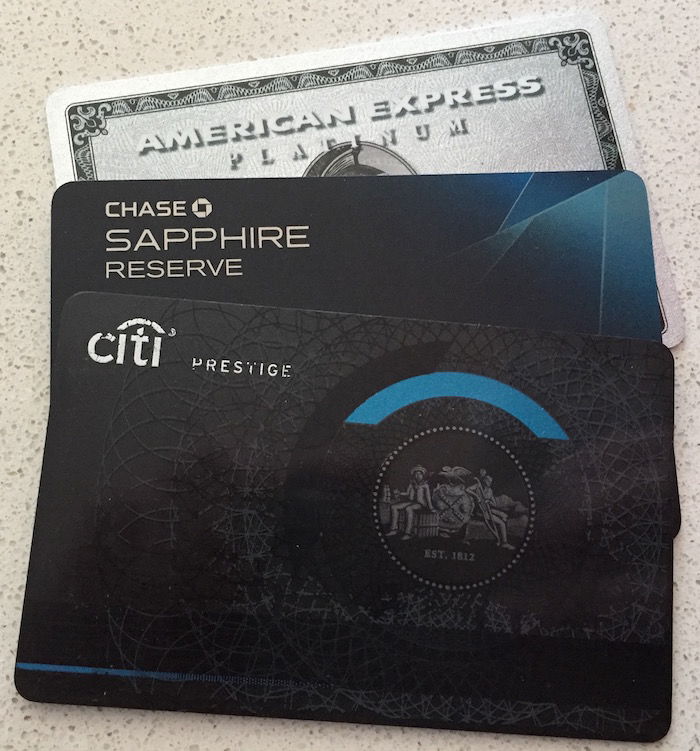 AMERICAN EXPRESS
PLATINUM
CHASE
SAPPHIRE
RESERVE
citi PRESTIGE
EST. 1812